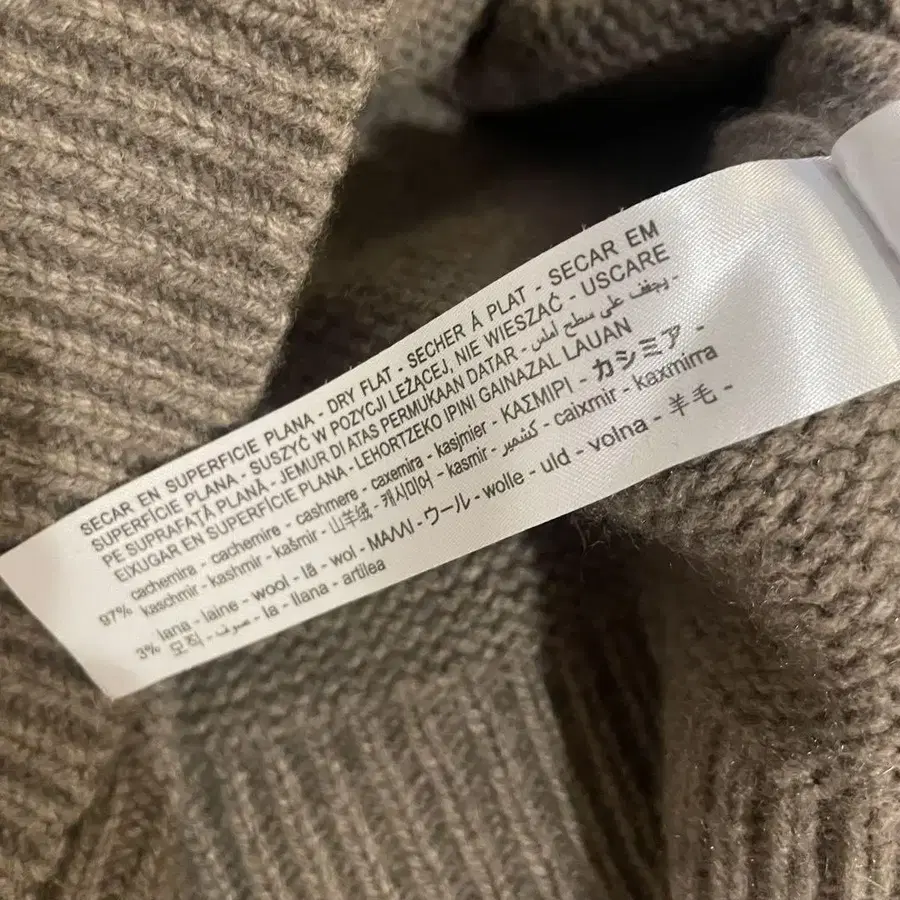 SECAR EN SUPERFICIE PLANA - DRY FLAT - SECHER À PLAT - SECAR EM
SUPERFÍCIE PLANA - SUSZYĆ W POZYCJI LEŻĄCEJ, NIE WIESZAĆ - USCARE
PE SUPRAFAȚĂ PLANĂ - JEMUR DI ATAS PERMUKAAN DATAR - يجفف على سطح أملس -
EIXUGAR EN SUPERFÍCIE PLANA - LEHORTZEKO IPINI GAINAZAL LAUAN
97% cachemira - cachemire - cashmere - caxemira - kasjmier - ΚΑΣΜΙΡΙ - カシミア -
kaschmir - kashmir - kašmir - 山羊绒 - 캐시미어 - kasmir - كشمير - caixmir - kaxmirra
3% lana - laine - wool - lã - wol - ΜΑΛΛΙ - ウール - wolle - uld - volna - 羊毛 -
모직 - صوف - la - llana - artilea